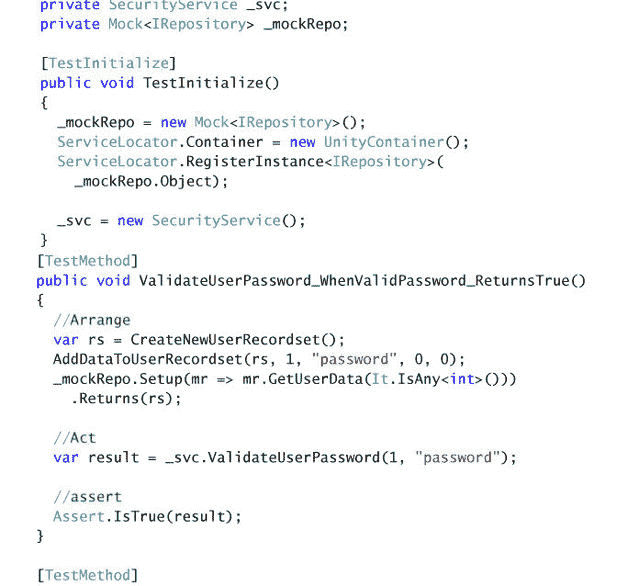 private SecurityService _svc;
private Mock<IRepository> _mockRepo;

[TestInitialize]
public void TestInitialize()
{
  _mockRepo = new Mock<IRepository>();
  ServiceLocator.Container = new UnityContainer();
  ServiceLocator.RegisterInstance<IRepository>(
    _mockRepo.Object);

  _svc = new SecurityService();
}
[TestMethod]
public void ValidateUserPassword_WhenValidPassword_ReturnsTrue()
{
  //Arrange
  var rs = CreateNewUserRecordset();
  AddDataToUserRecordset(rs, 1, "password", 0, 0);
  _mockRepo.Setup(mr => mr.GetUserData(It.IsAny<int>()))
    .Returns(rs);

  //Act
  var result = _svc.ValidateUserPassword(1, "password");

  //assert
  Assert.IsTrue(result);
}

[TestMethod]